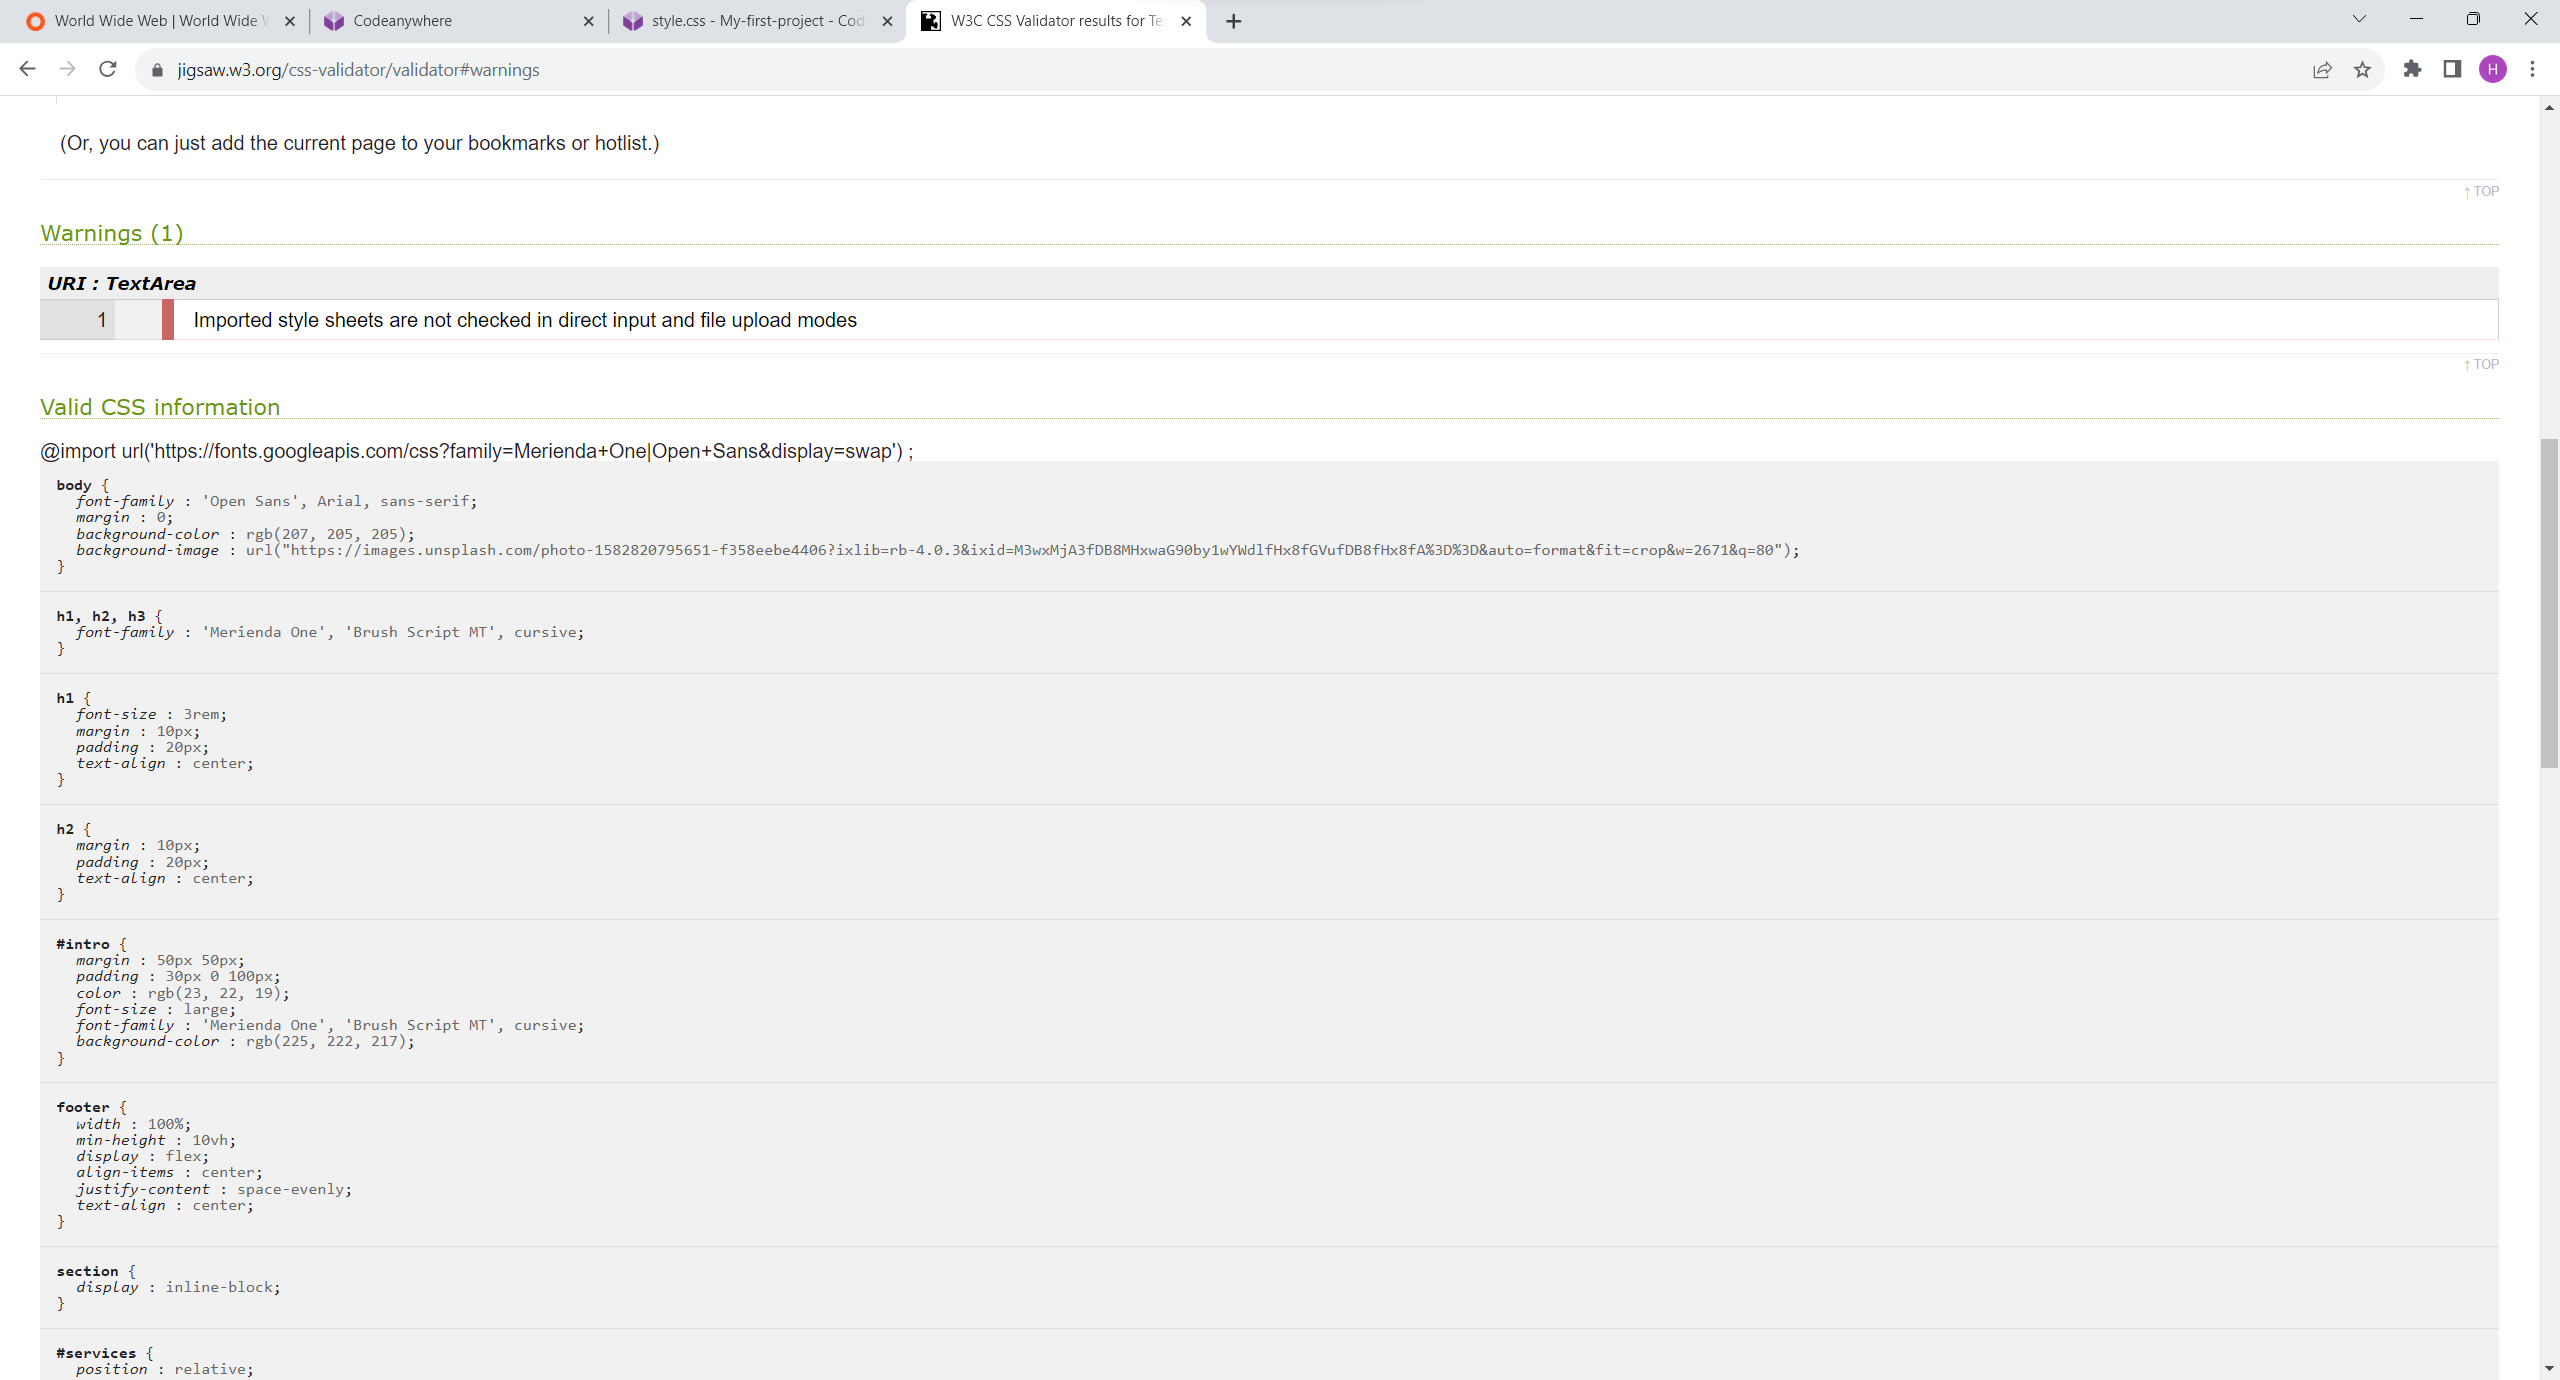 World Wide Web | World Wide
Codeanywhere
style.css - My-first-project - Cod
W3C CSS Validator results for Te
jigsaw.w3.org/css-validator/validator#warnings
H
(Or, you can just add the current page to your bookmarks or hotlist.)
↑ TOP
Warnings (1)
URI : TextArea
1 Imported style sheets are not checked in direct input and file upload modes
↑ TOP
Valid CSS information
@import url('https://fonts.googleapis.com/css?family=Merienda+One|Open+Sans&display=swap') ;
body {
font-family : 'Open Sans', Arial, sans-serif;
margin : 0;
background-color : rgb(207, 205, 205);
background-image : url("https://images.unsplash.com/photo-1582820795651-f358eebe4406?ixlib=rb-4.0.3&ixid=M3wxMjA3fDB8MHxwaG90by1wYWdlfHx8fGVufDB8fHx8fA%3D%3D&auto=format&fit=crop&w=2671&q=80");
}
h1, h2, h3 {
font-family : 'Merienda One', 'Brush Script MT', cursive;
}
h1 {
font-size : 3rem;
margin : 10px;
padding : 20px;
text-align : center;
}
h2 {
margin : 10px;
padding : 20px;
text-align : center;
}
#intro {
margin : 50px 50px;
padding : 30px 0 100px;
color : rgb(23, 22, 19);
font-size : large;
font-family : 'Merienda One', 'Brush Script MT', cursive;
background-color : rgb(225, 222, 217);
}
footer {
width : 100%;
min-height : 10vh;
display : flex;
align-items : center;
justify-content : space-evenly;
text-align : center;
}
section {
display : inline-block;
}
#services {
position : relative;